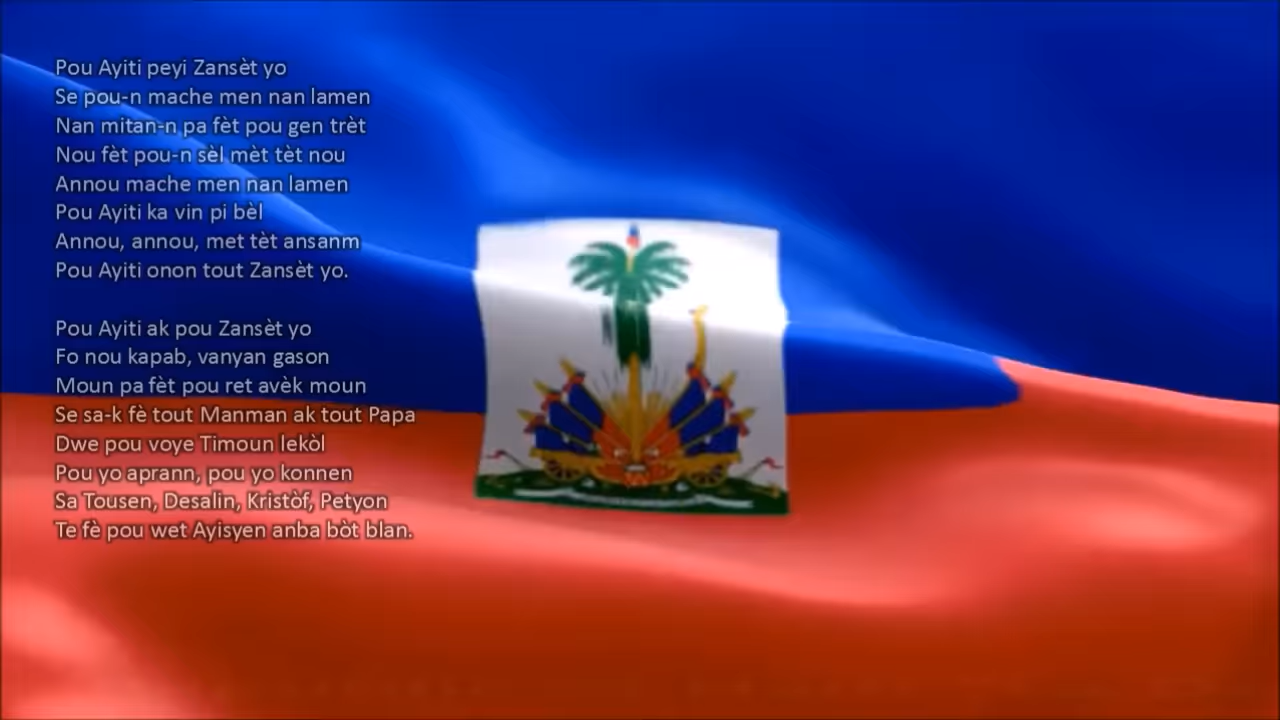 Pou Ayiti peyi Zansèt yo
Se pou-n mache men nan lamen
Nan mitan-n pa fèt pou gen trèt
Nou fèt pou-n sèl mèt tèt nou
Annou mache men nan lamen
Pou Ayiti ka vin pi bèl
Annou, annou, met tèt ansanm
Pou Ayiti onon tout Zansèt yo.

Pou Ayiti ak pou Zansèt yo
Fo nou kapab, vanyan gason
Moun pa fèt pou ret avèk moun
Se sa-k fè tout Manman ak tout Papa
Dwe pou voye Timoun lekòl
Pou yo aprann, pou yo konnen
Sa Tousen, Desalin, Kristòf, Petyon
Te fè pou wet Ayisyen anba bòt blan.